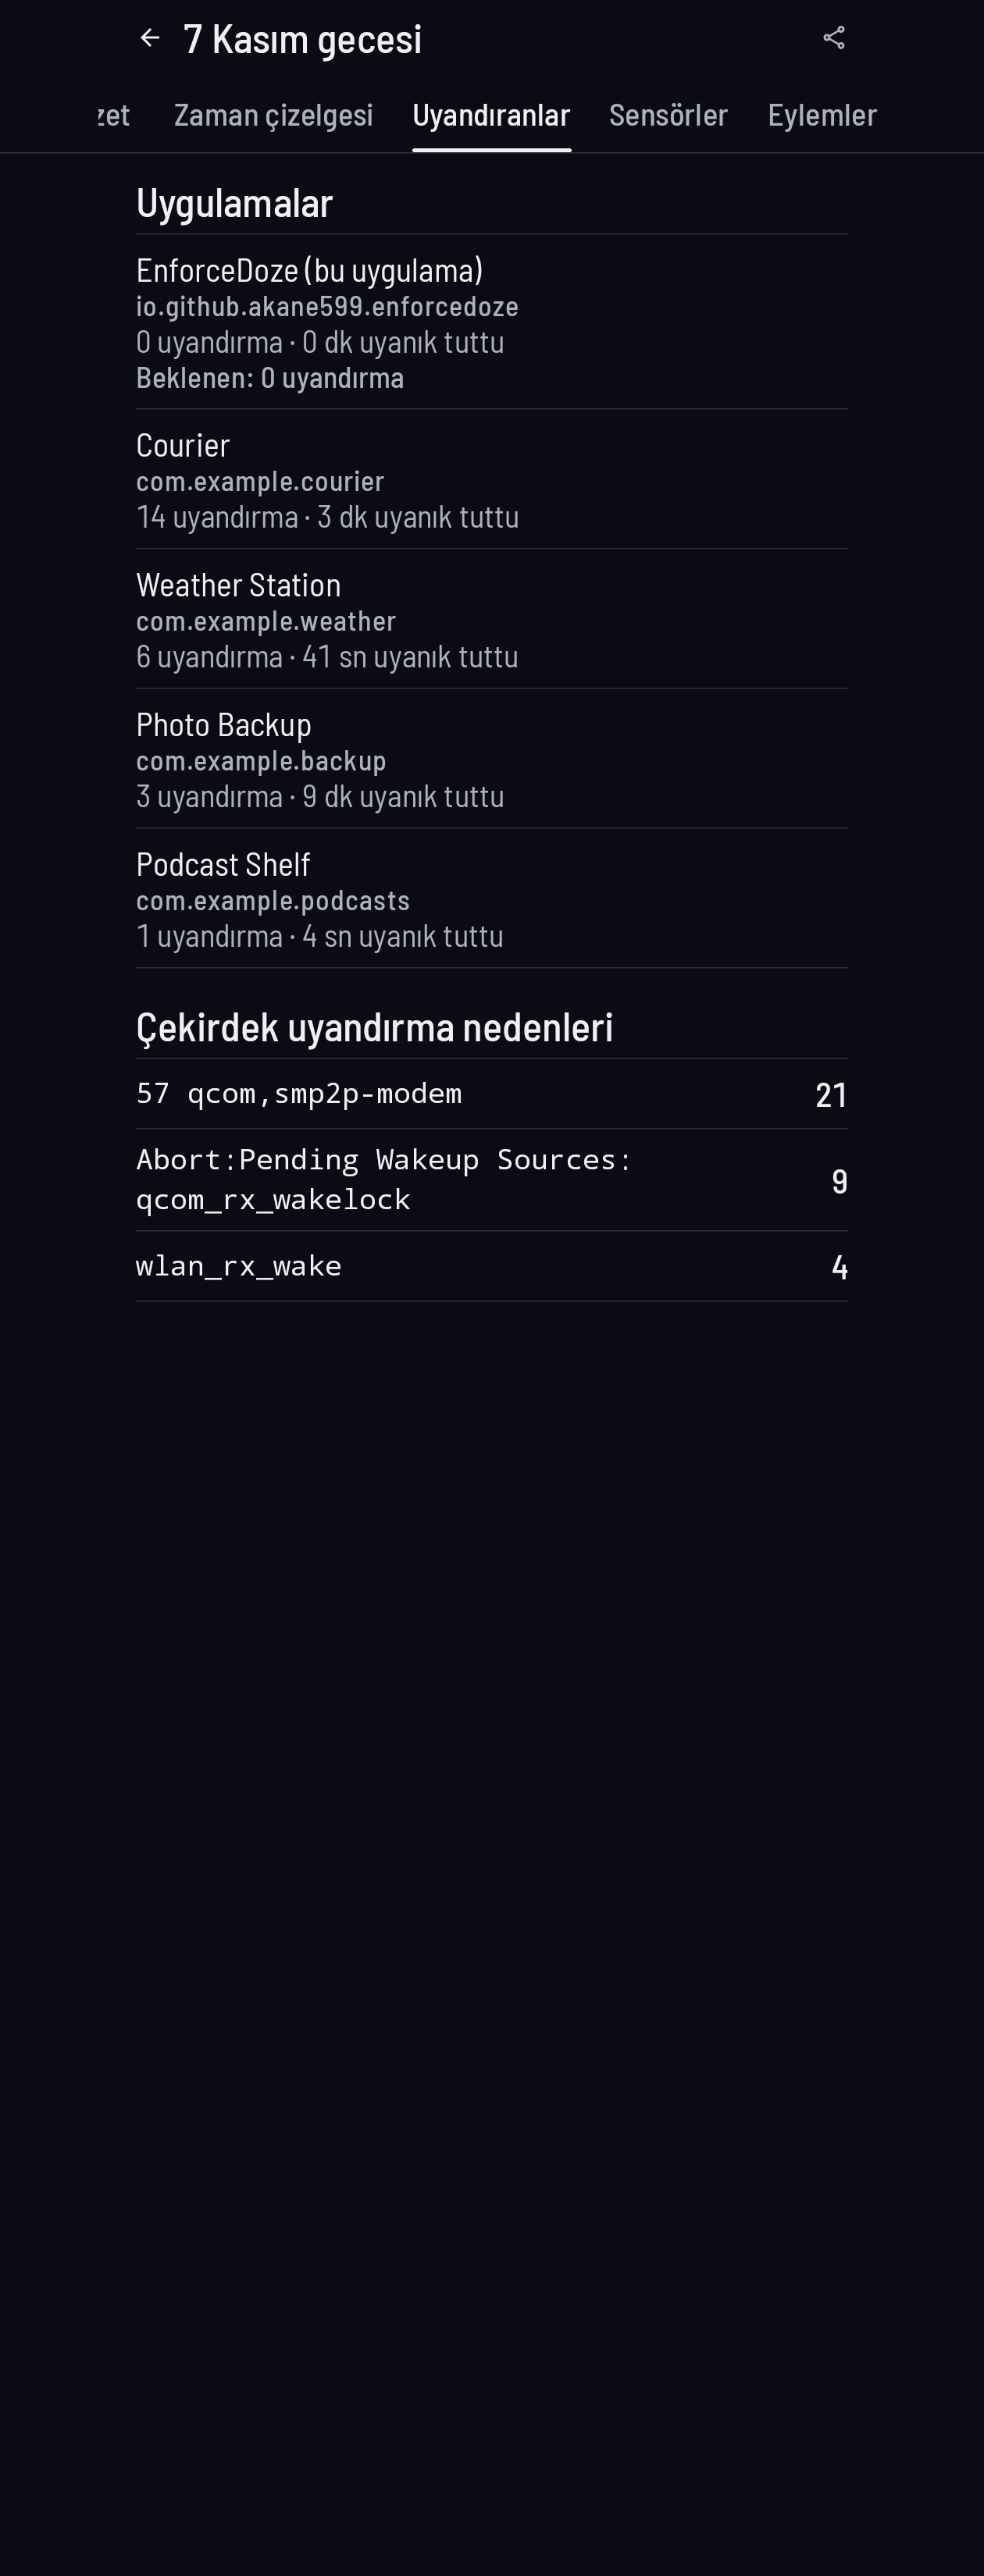 7 Kasım gecesi
zet Zaman çizelgesi Uyandıranlar Sensörler Eylemler
Uygulamalar
EnforceDoze (bu uygulama)
io.github.akane599.enforcedoze
0 uyandırma · 0 dk uyanık tuttu
Beklenen: 0 uyandırma
Courier
com.example.courier
14 uyandırma · 3 dk uyanık tuttu
Weather Station
com.example.weather
6 uyandırma · 41 sn uyanık tuttu
Photo Backup
com.example.backup
3 uyandırma · 9 dk uyanık tuttu
Podcast Shelf
com.example.podcasts
1 uyandırma · 4 sn uyanık tuttu
Çekirdek uyandırma nedenleri
57 qcom,smp2p-modem 21
Abort:Pending Wakeup Sources:
qcom_rx_wakelock 9
wlan_rx_wake 4